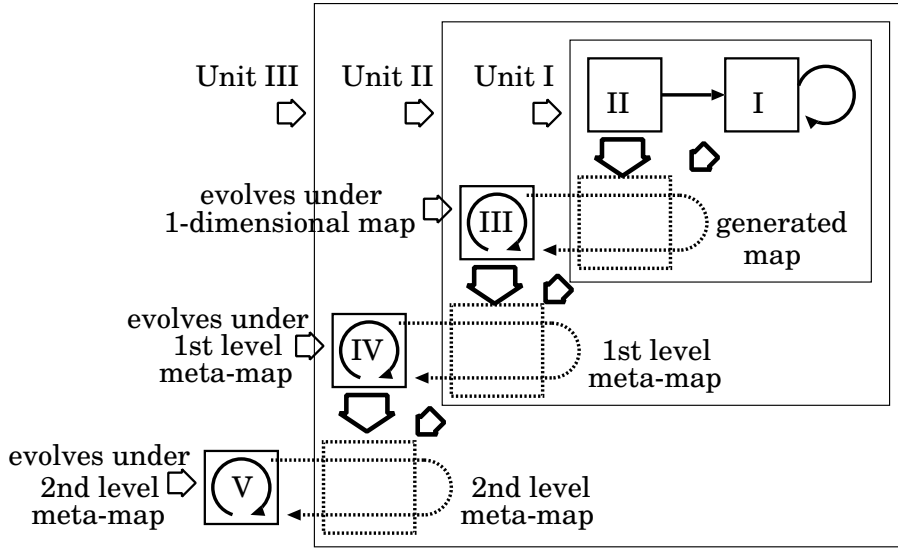 Unit III
Unit II
Unit I
II
I
evolves under
1-dimensional map
III
generated
map
evolves under
1st level
meta-map
IV
1st level
meta-map
evolves under
2nd level
meta-map
V
2nd level
meta-map